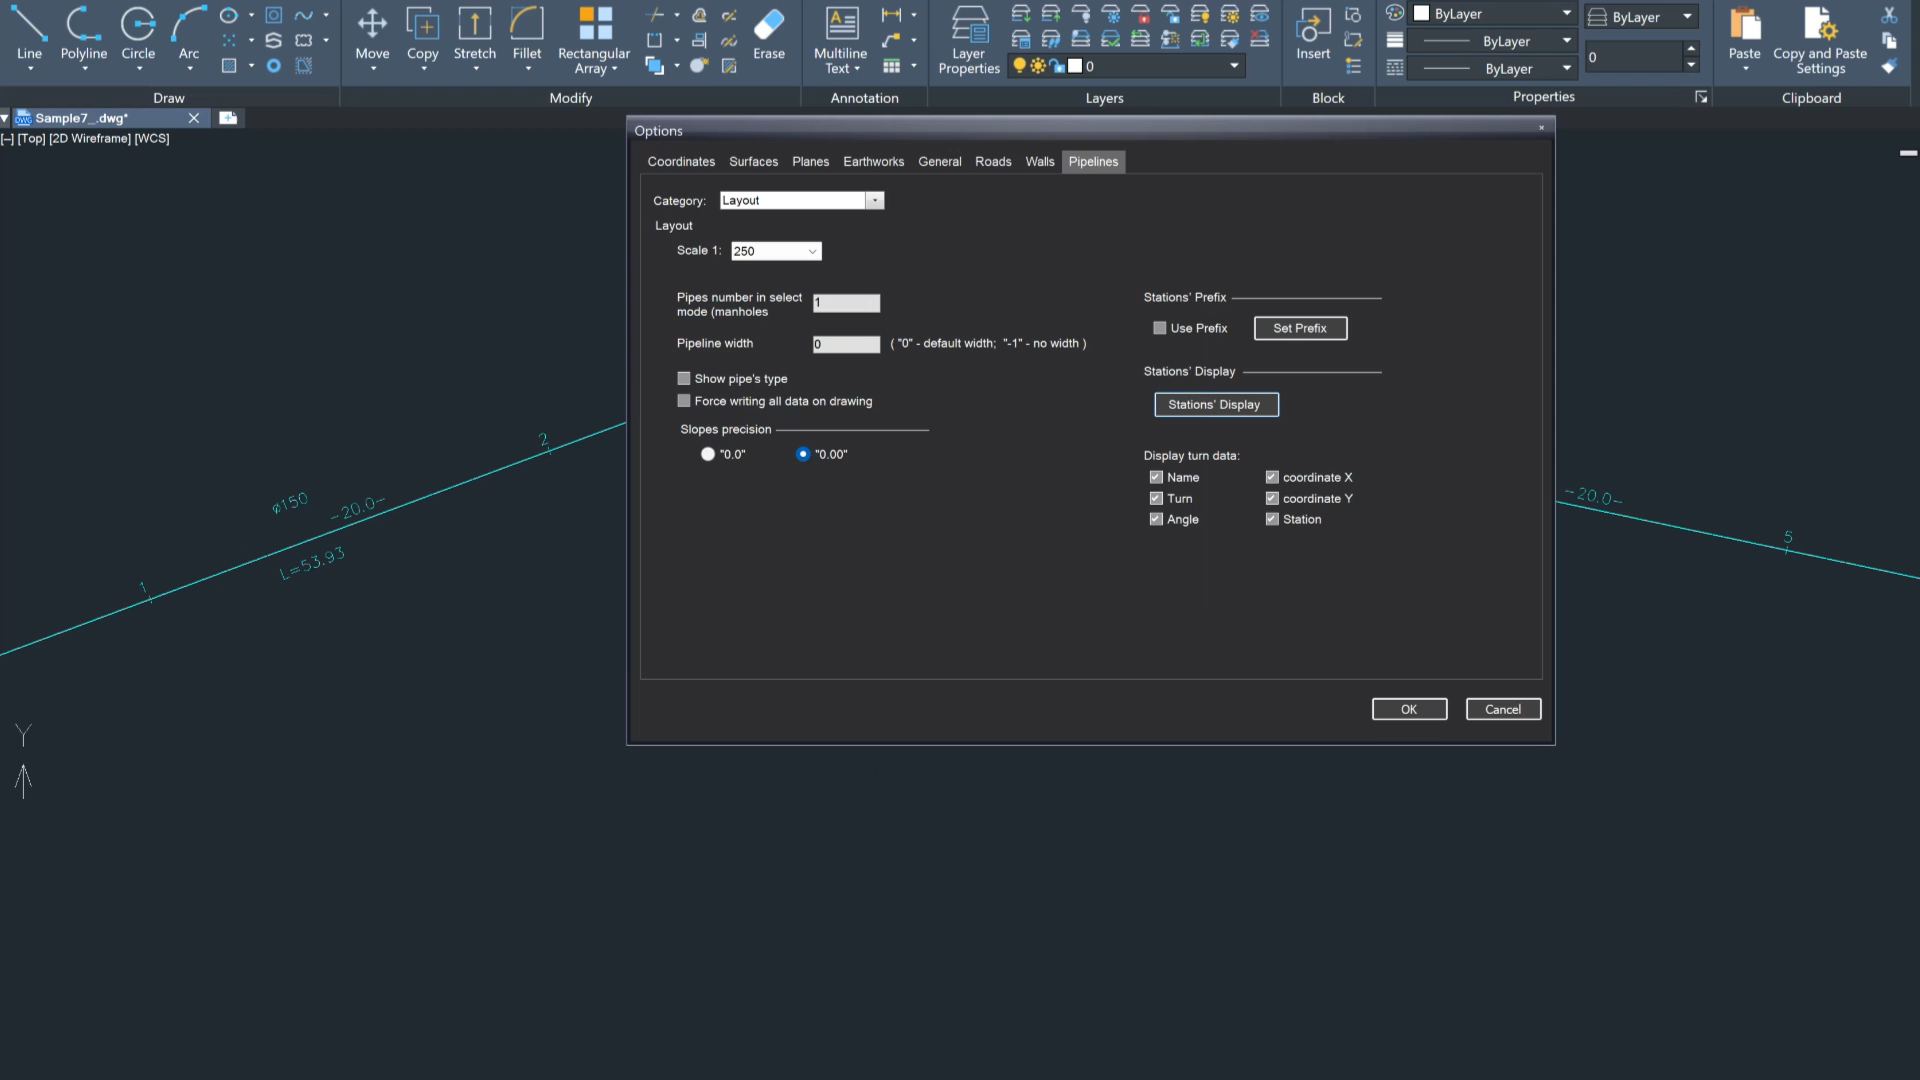 Line
Polyline
Circle
Arc
Move
Copy
Stretch
Fillet
Rectangular
Array
Erase
Multiline
Text
Layer
Properties
0
Insert
ByLayer
ByLayer
ByLayer
ByLayer
0
Paste
Copy and Paste
Settings
Draw
Modify
Annotation
Layers
Block
Properties
Clipboard
DWG
Sample7_.dwg*
[–] [Top] [2D Wireframe] [WCS]
Options
Coordinates
Surfaces
Planes
Earthworks
General
Roads
Walls
Pipelines
Category:
Layout
Layout
Scale 1:
250
Pipes number in select
mode (manholes
1
Pipeline width
0
( "0" - default width; "-1" - no width )
Show pipe's type
Force writing all data on drawing
Slopes precision
"0.0"
"0.00"
Stations' Prefix
Use Prefix
Set Prefix
Stations' Display
Stations' Display
Display turn data:
Name
coordinate X
Turn
coordinate Y
Angle
Station
OK
Cancel
1
2
ø150
-20.0-
L=53.93
-20.0-
5
Y